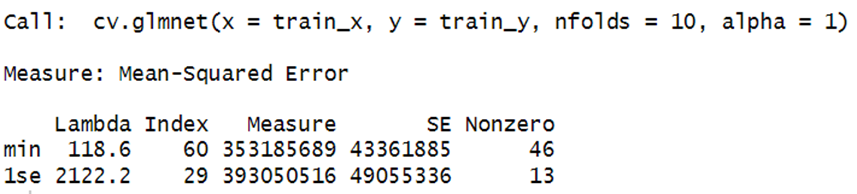 Call:  cv.glmnet(x = train_x, y = train_y, nfolds = 10, alpha = 1)
Measure: Mean-Squared Error
    Lambda Index   Measure       SE Nonzero
min  118.6    60 353185689 43361885      46
1se 2122.2    29 393050516 49055336      13